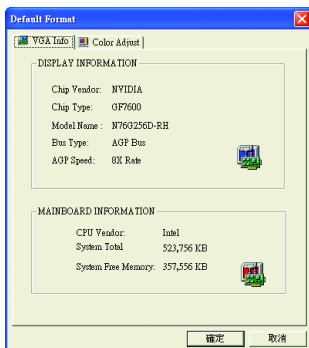 Default Format
VGA Info Color Adjust
DISPLAY INFORMATION
Chip Vendor: NVIDIA
Chip Type: GF7600
Model Name : N76G256D-RH
Bus Type: AGP Bus
AGP Speed: 8X Rate
MAINBOARD INFORMATION
CPU Vendor: Intel
System Total 523,756 KB
System Free Memory: 357,556 KB
確定 取消